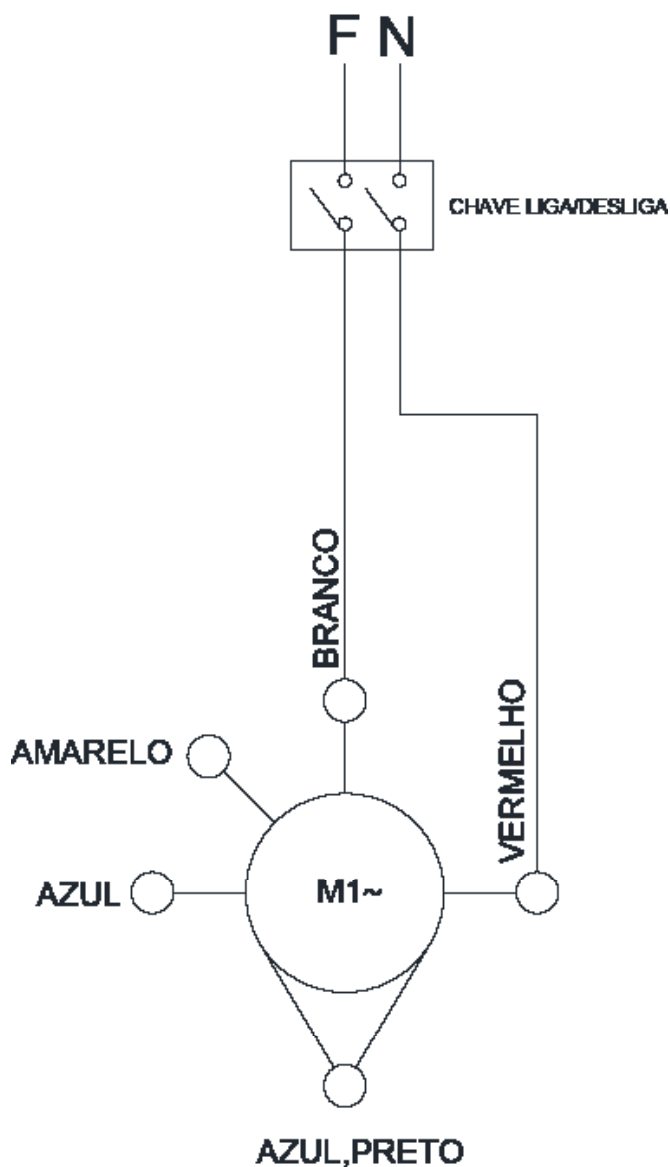 F N
CHAVE LIGA/DESLIGA
BRANCO
AMARELO
VERMELHO
AZUL
M1~
AZUL,PRETO